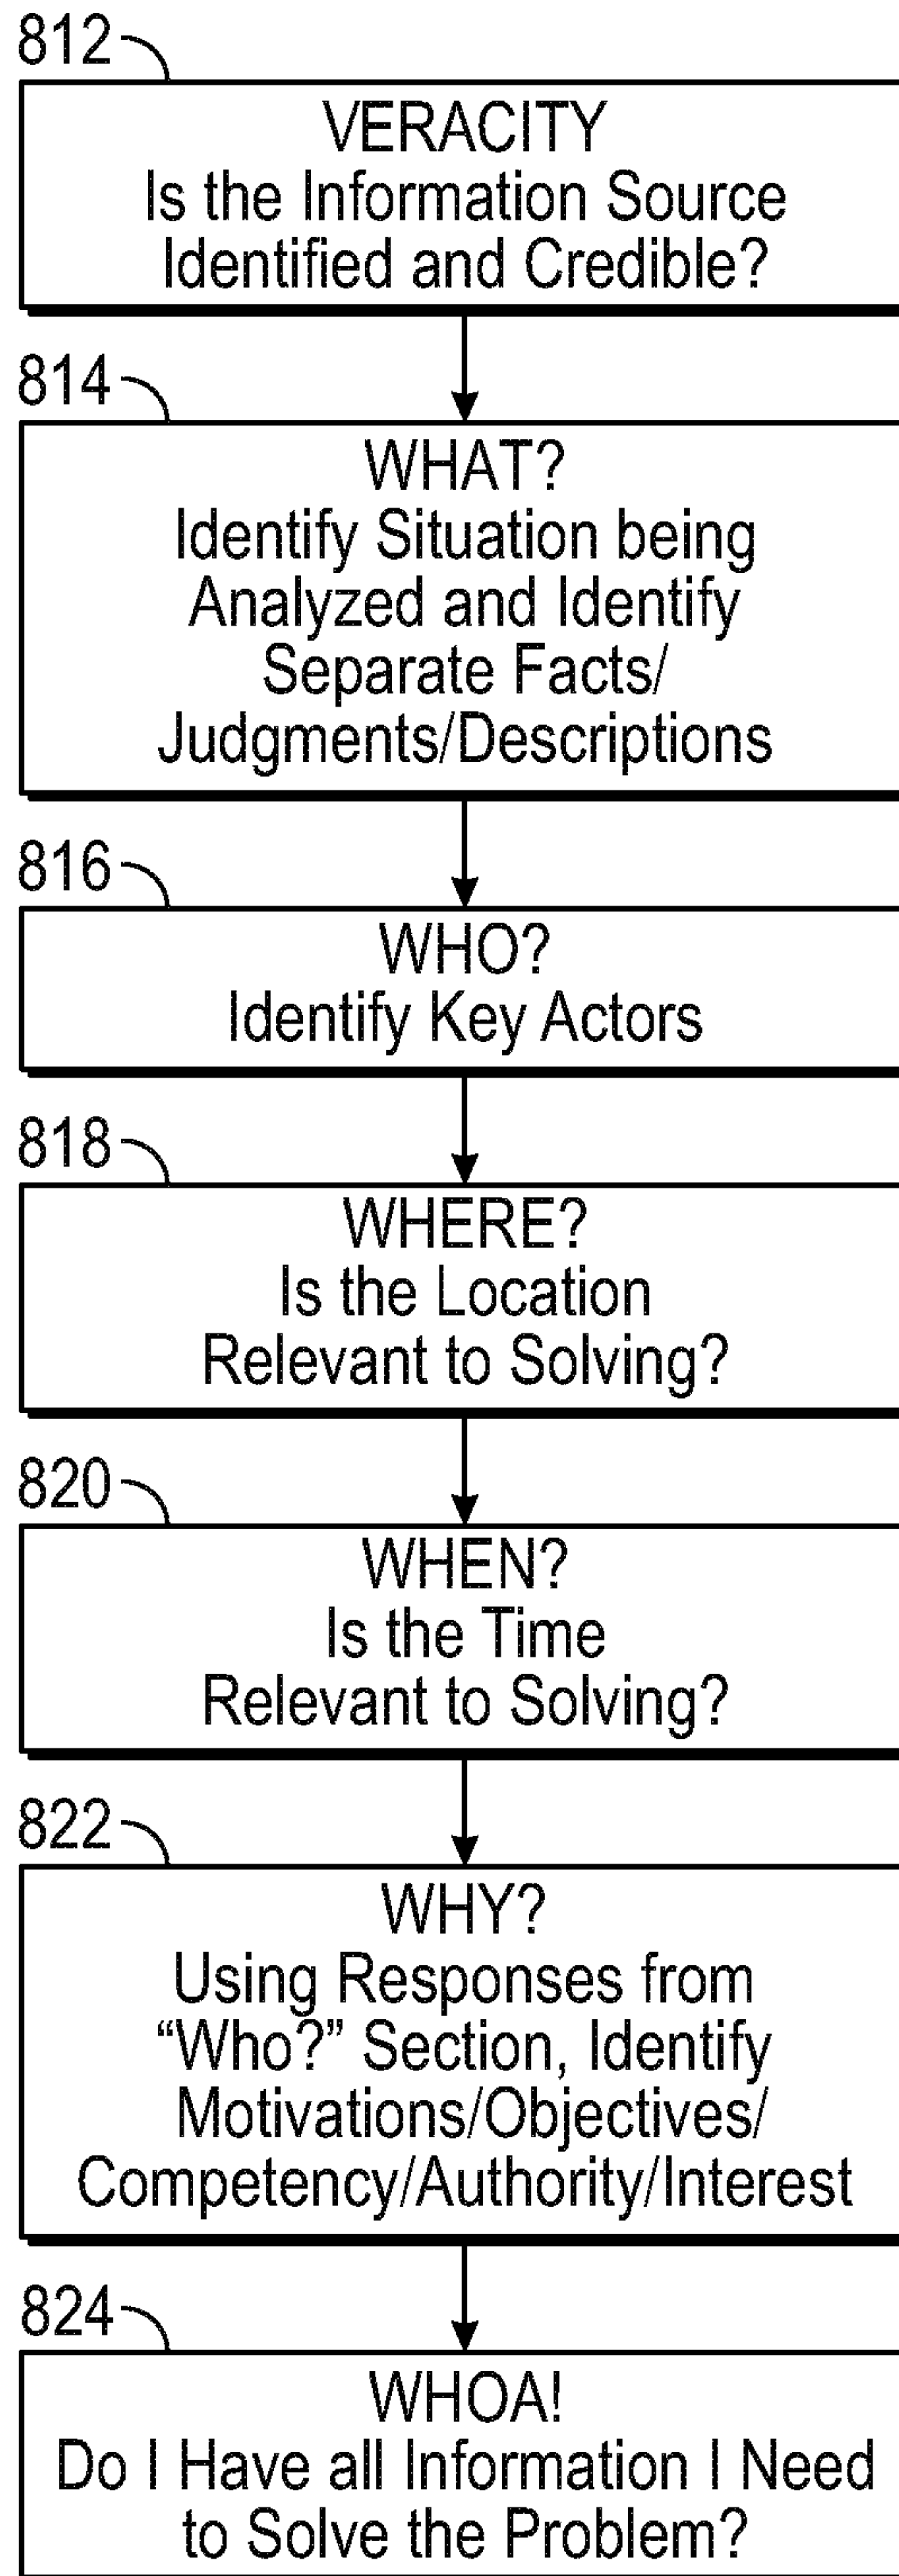 812
VERACITY
Is the Information Source
Identified and Credible?
814
WHAT?
Identify Situation being
Analyzed and Identify
Separate Facts/
Judgments/Descriptions
816
WHO?
Identify Key Actors
818
WHERE?
Is the Location
Relevant to Solving?
820
WHEN?
Is the Time
Relevant to Solving?
822
WHY?
Using Responses from
“Who?” Section, Identify
Motivations/Objectives/
Competency/Authority/Interest
824
WHOA!
Do I Have all Information I Need
to Solve the Problem?